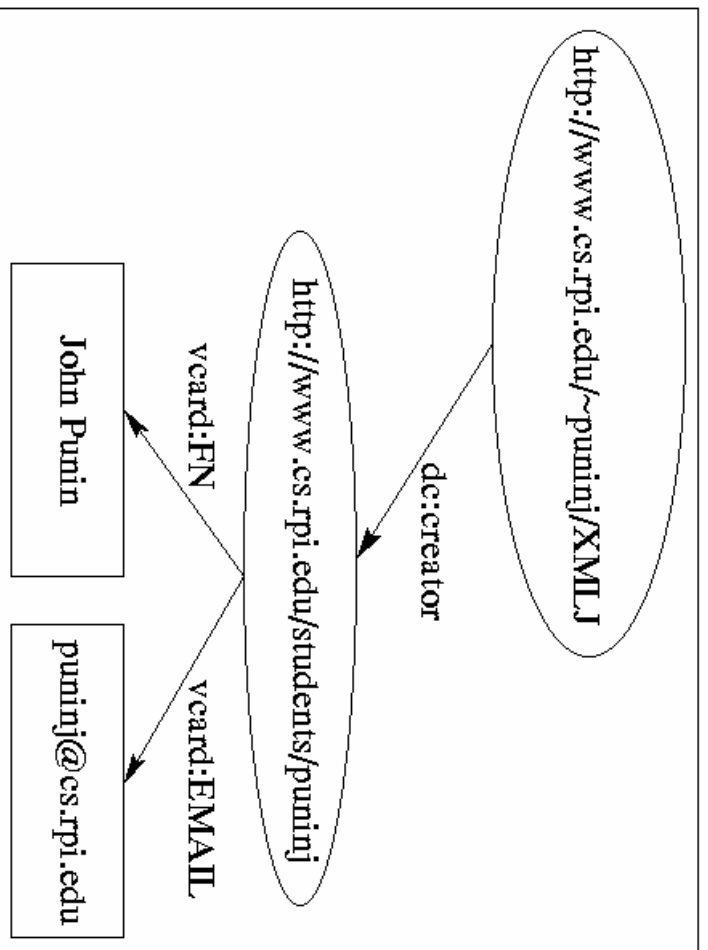 http://www.cs.rpi.edu/~puninj/XMLJ
dc:creator
http://www.cs.rpi.edu/students/puninj
vcard:FN
vcard:EMAIL
John Punin
puninj@cs.rpi.edu